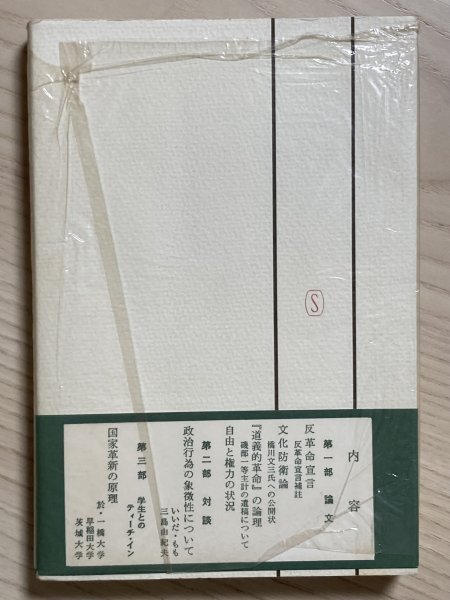 S
内容
第一部 論文
反革命宣言
反革命宣言補註
文化防衛論
橋川文三氏への公開状
『道義的革命』の論理
磯部一等主計の遺稿について
自由と権力の状況
第二部 対談
政治行為の象徴性について
いいだ・もも
三島由紀夫
第三部 学生との
ティーチ・イン
国家革新の原理
於・一橋大学
早稲田大学
茨城大学